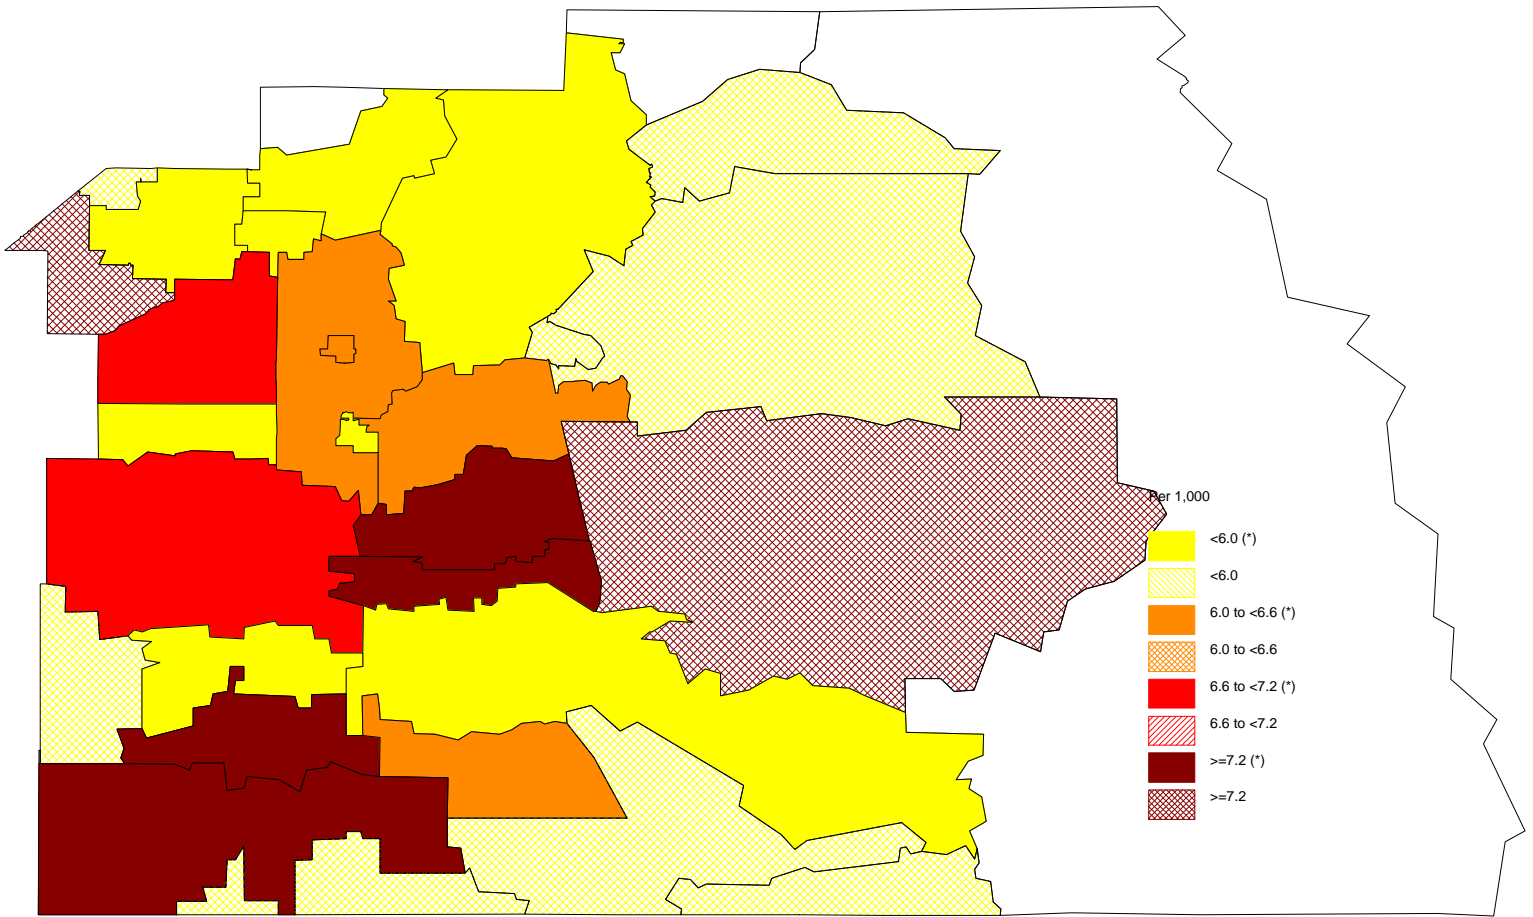 Per 1,000
<6.0 (*)
<6.0
6.0 to <6.6 (*)
6.0 to <6.6
6.6 to <7.2 (*)
6.6 to <7.2
>=7.2 (*)
>=7.2